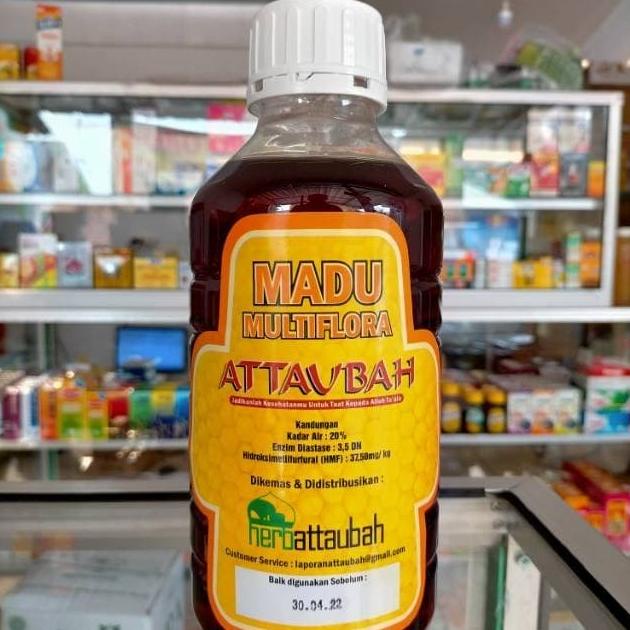 MADU
MULTIFLORA
ATTAUBAH
Jadikanlah Kesehatanmu Untuk Taat Kepada Allah Ta'ala
Kandungan
Kadar Air : 20%
Enzim Diastase : 3,5 DN
Hidroksimetilfurfural (HMF) : 37,50mg/ kg
Dikemas & Didistribusikan :
herbattaubah
Customer Service : laporanattaubah@gmail.com
Baik digunakan Sebelum :
30.04.22